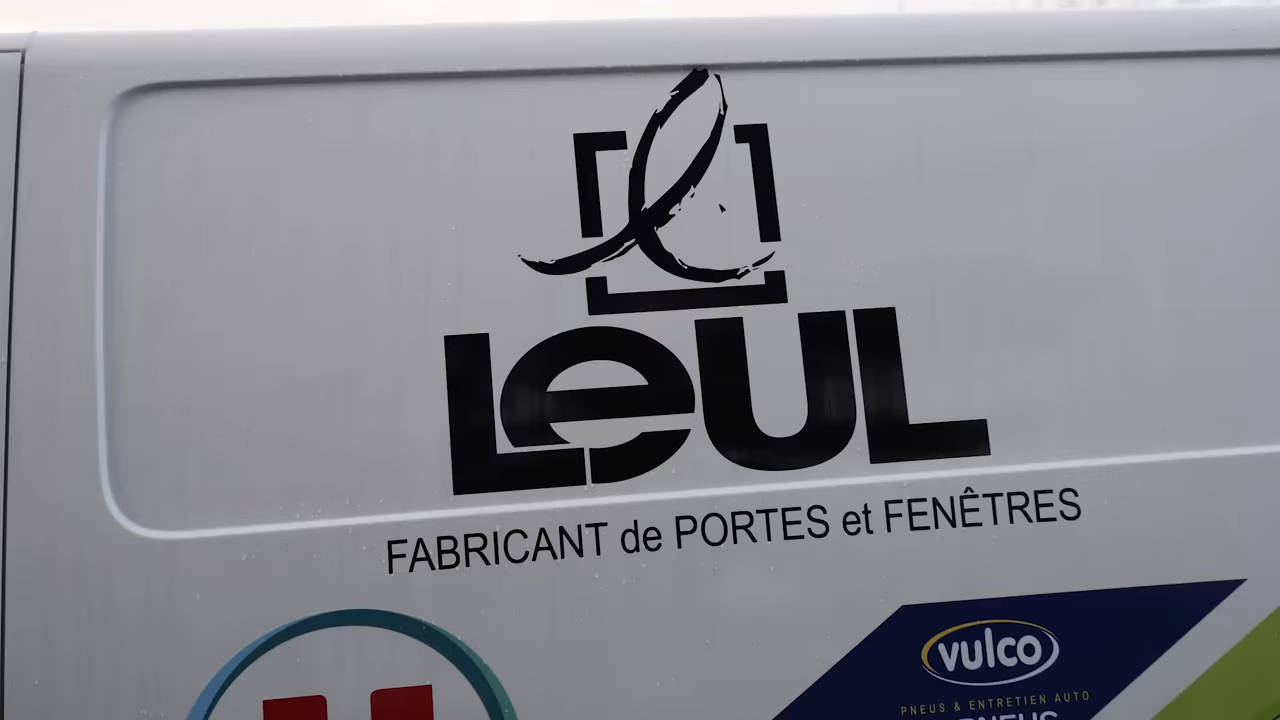 LeUL
FABRICANT de PORTES et FENÊTRES
vulco
PNEUS & ENTRETIEN AUTO